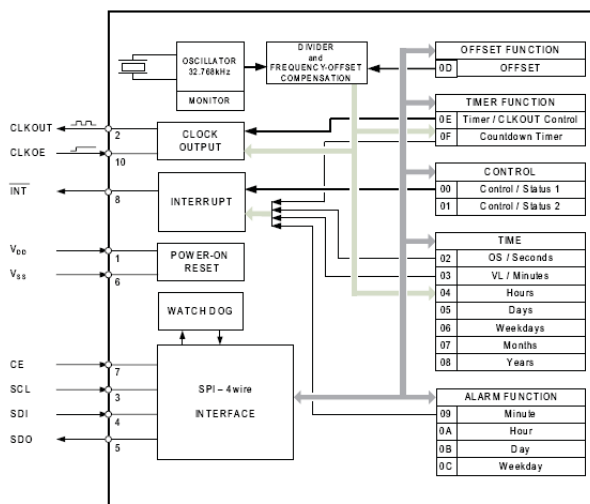 OSCILLATOR
32.768kHz
MONITOR
DIVIDER
and
FREQUENCY-OFFSET
COMPENSATION
OFFSET FUNCTION
0D OFFSET
TIMER FUNCTION
0E Timer / CLKOUT Control
0F Countdown Timer
CLKOUT
2
CLKOE
10
CLOCK
OUTPUT
INT
8
INTERRUPT
CONTROL
00 Control / Status 1
01 Control / Status 2
VDD
1
VSS
6
POWER-ON
RESET
TIME
02 OS / Seconds
03 VL / Minutes
04 Hours
05 Days
06 Weekdays
07 Months
08 Years
WATCH DOG
CE
7
SCL
3
SDI
4
SDO
5
SPI – 4wire
INTERFACE
ALARM FUNCTION
09 Minute
0A Hour
0B Day
0C Weekday